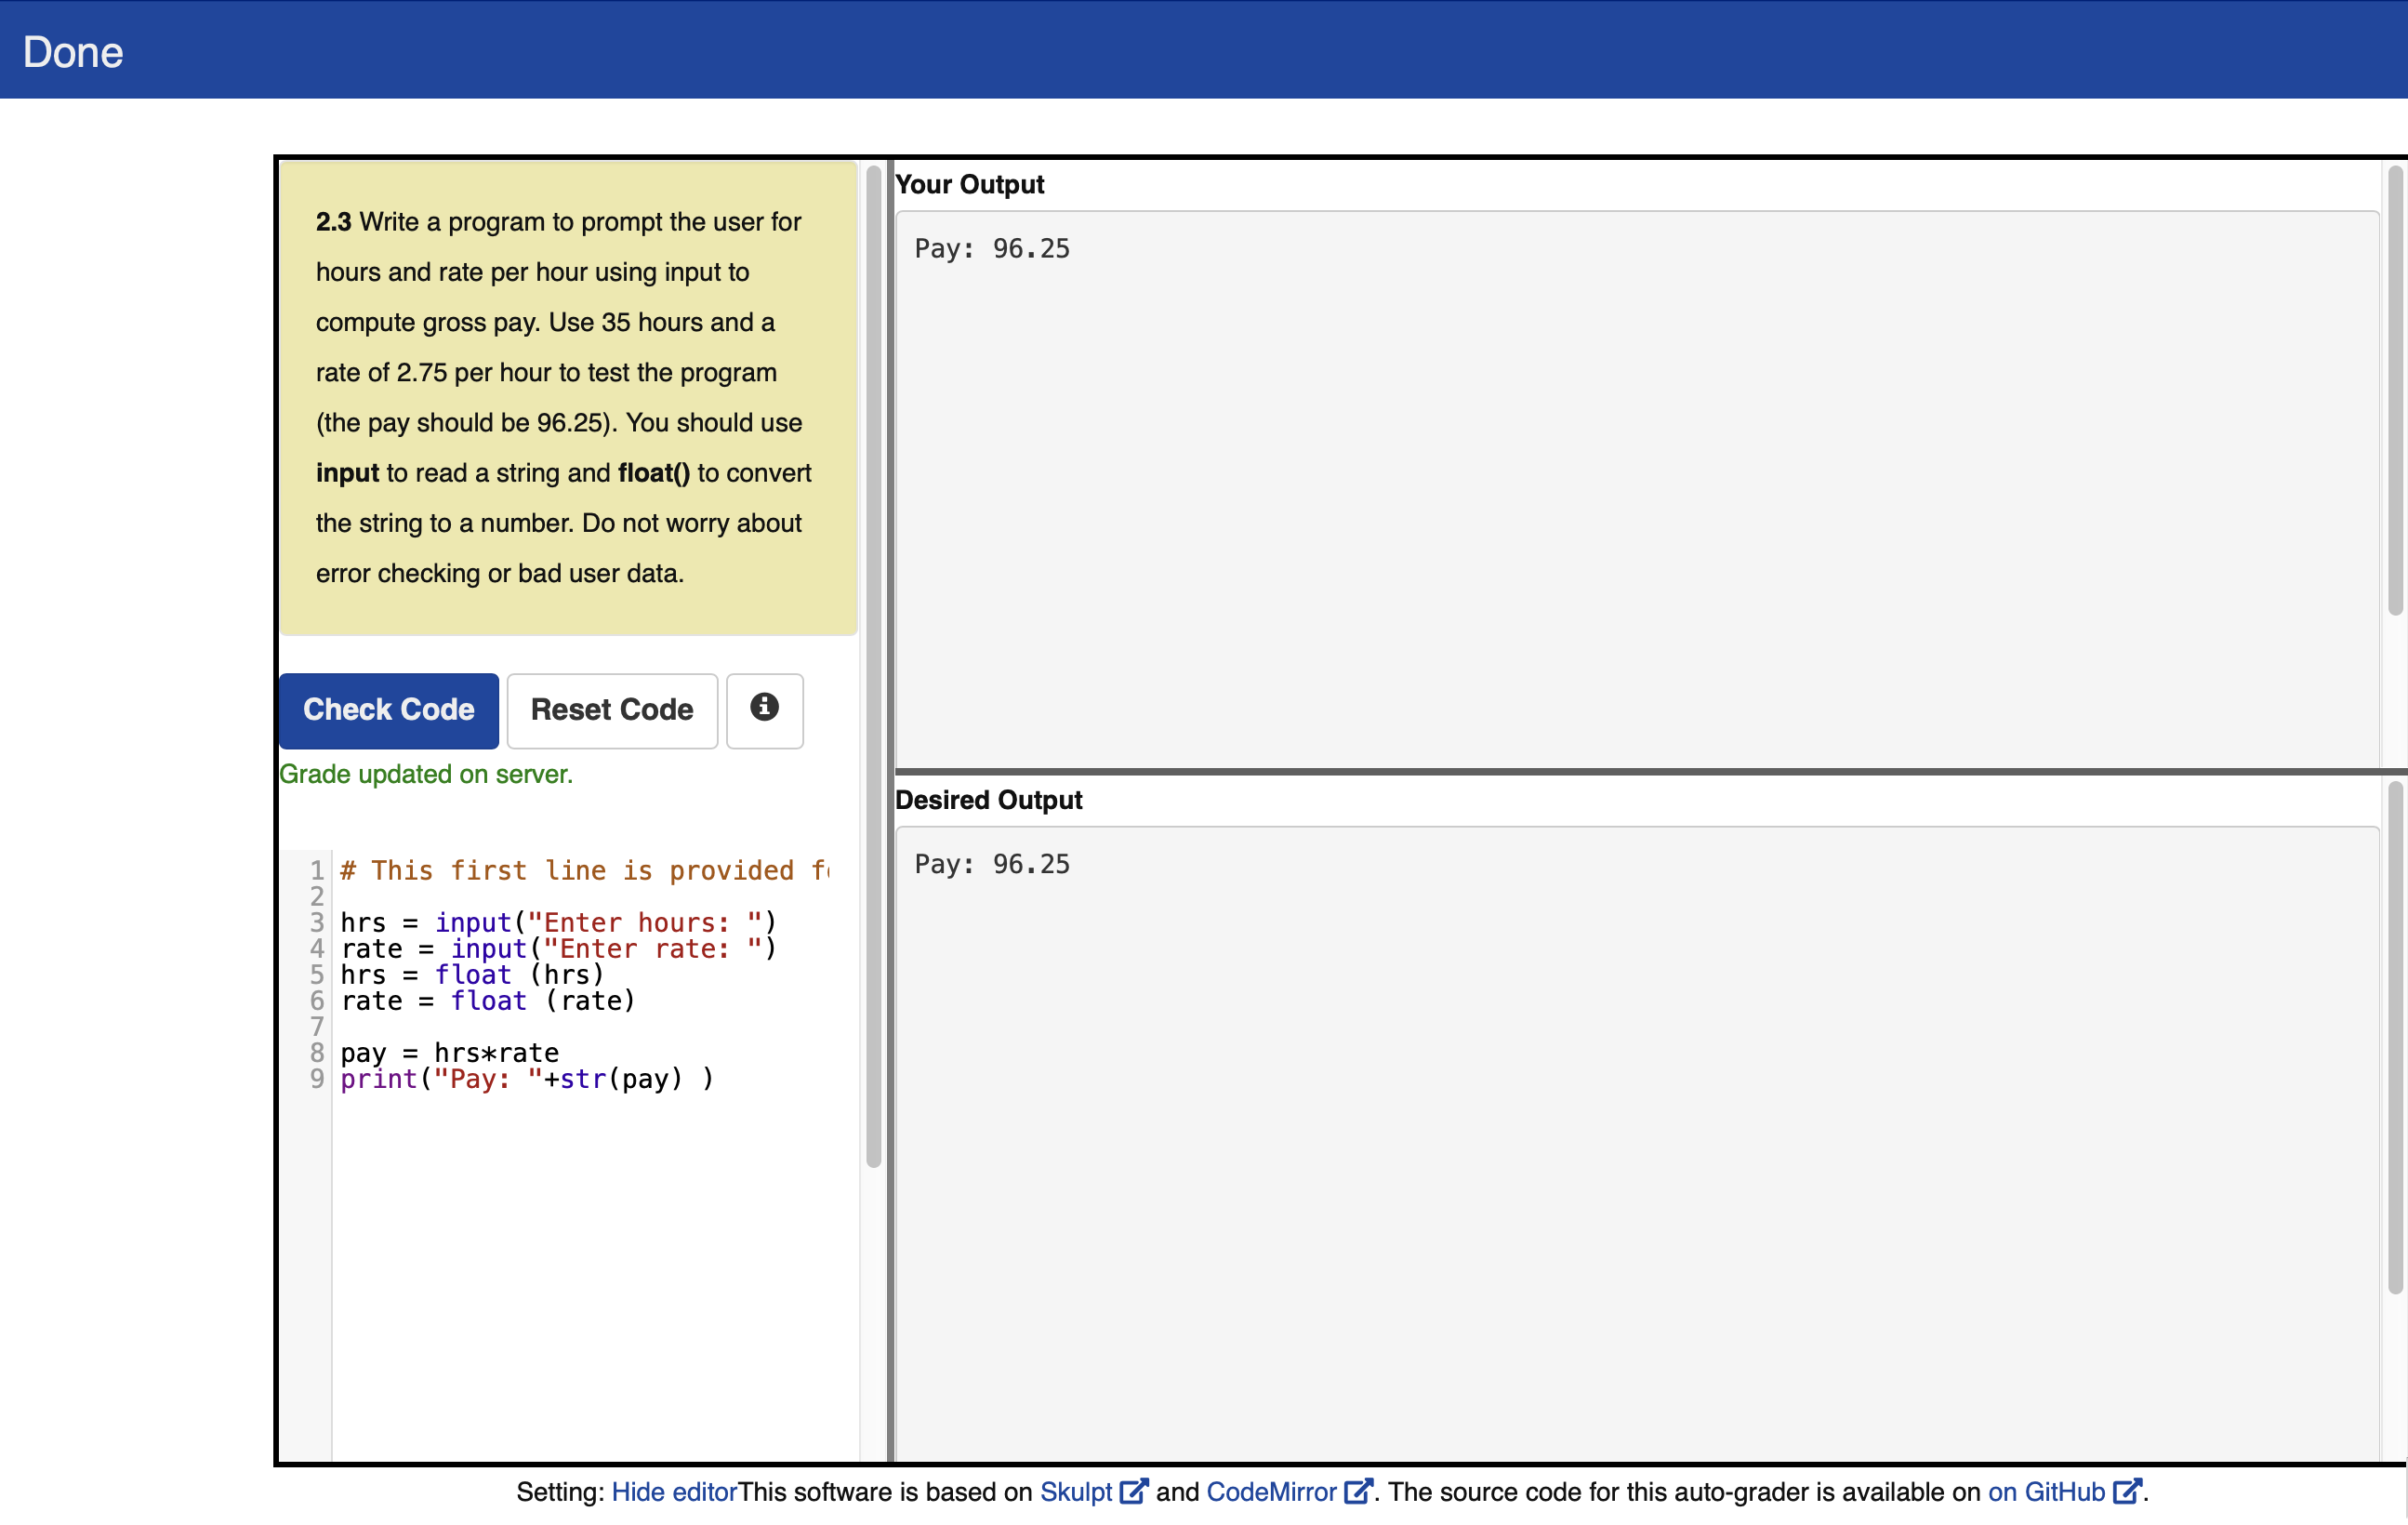 Done
2.3 Write a program to prompt the user for
hours and rate per hour using input to
compute gross pay. Use 35 hours and a
rate of 2.75 per hour to test the program
(the pay should be 96.25). You should use
input to read a string and float() to convert
the string to a number. Do not worry about
error checking or bad user data.
Check Code Reset Code
Grade updated on server.
1 # This first line is provided
2
3 hrs = input("Enter hours: ")
4 rate = input("Enter rate: ")
5 hrs = float (hrs)
6 rate = float (rate)
7
8 pay = hrs*rate
9 print("Pay: "+str(pay) )
Your Output
Pay: 96.25
Desired Output
Pay: 96.25
Setting: Hide editorThis software is based on Skulpt and CodeMirror . The source code for this auto-grader is available on on GitHub .